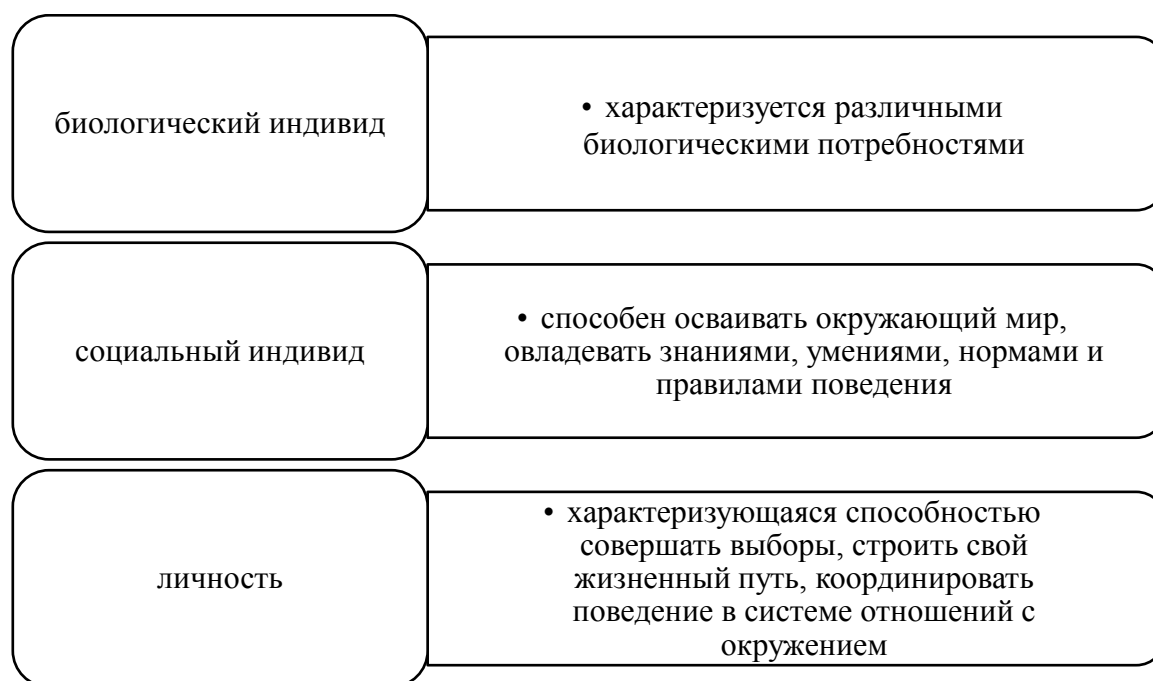 биологический индивид
• характеризуется различными
биологическими потребностями
социальный индивид
• способен осваивать окружающий мир,
овладевать знаниями, умениями, нормами и
правилами поведения
личность
• характеризующаяся способностью
совершать выборы, строить свой
жизненный путь, координировать
поведение в системе отношений с
окружением